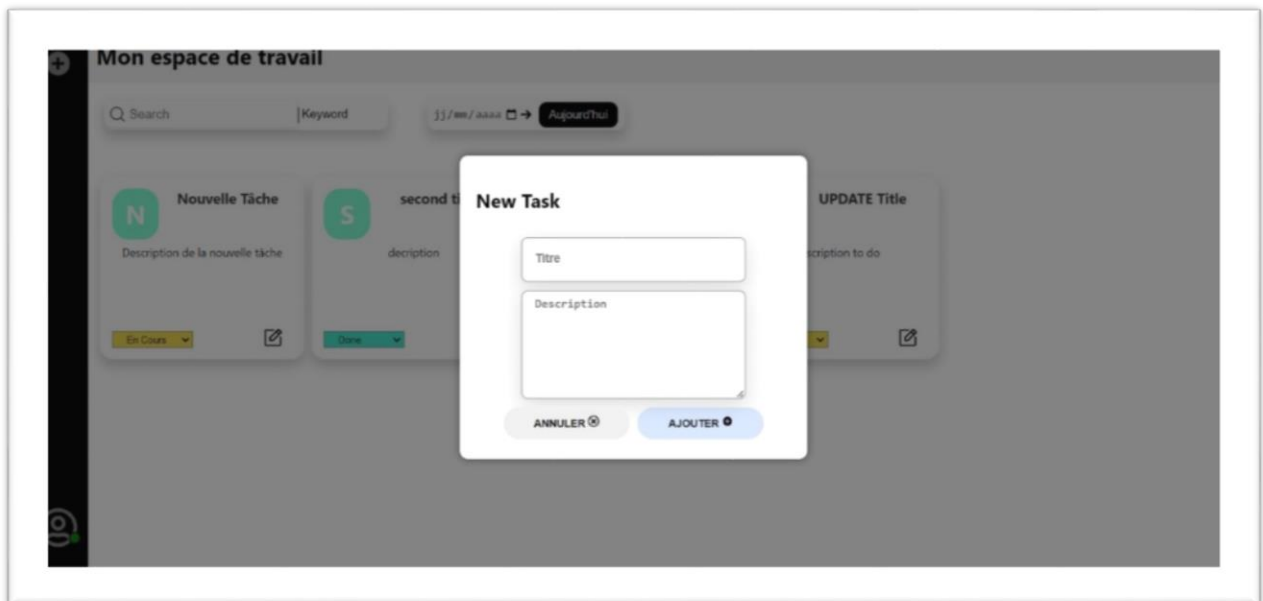 Mon espace de travail
Search |Keyword
jj/mm/aaaa → Aujourd'hui
N Nouvelle Tâche
Description de la nouvelle tâche
En Cours
S second ti
decription
Done
New Task
Titre
Description
ANNULER
AJOUTER
UPDATE Title
scription to do